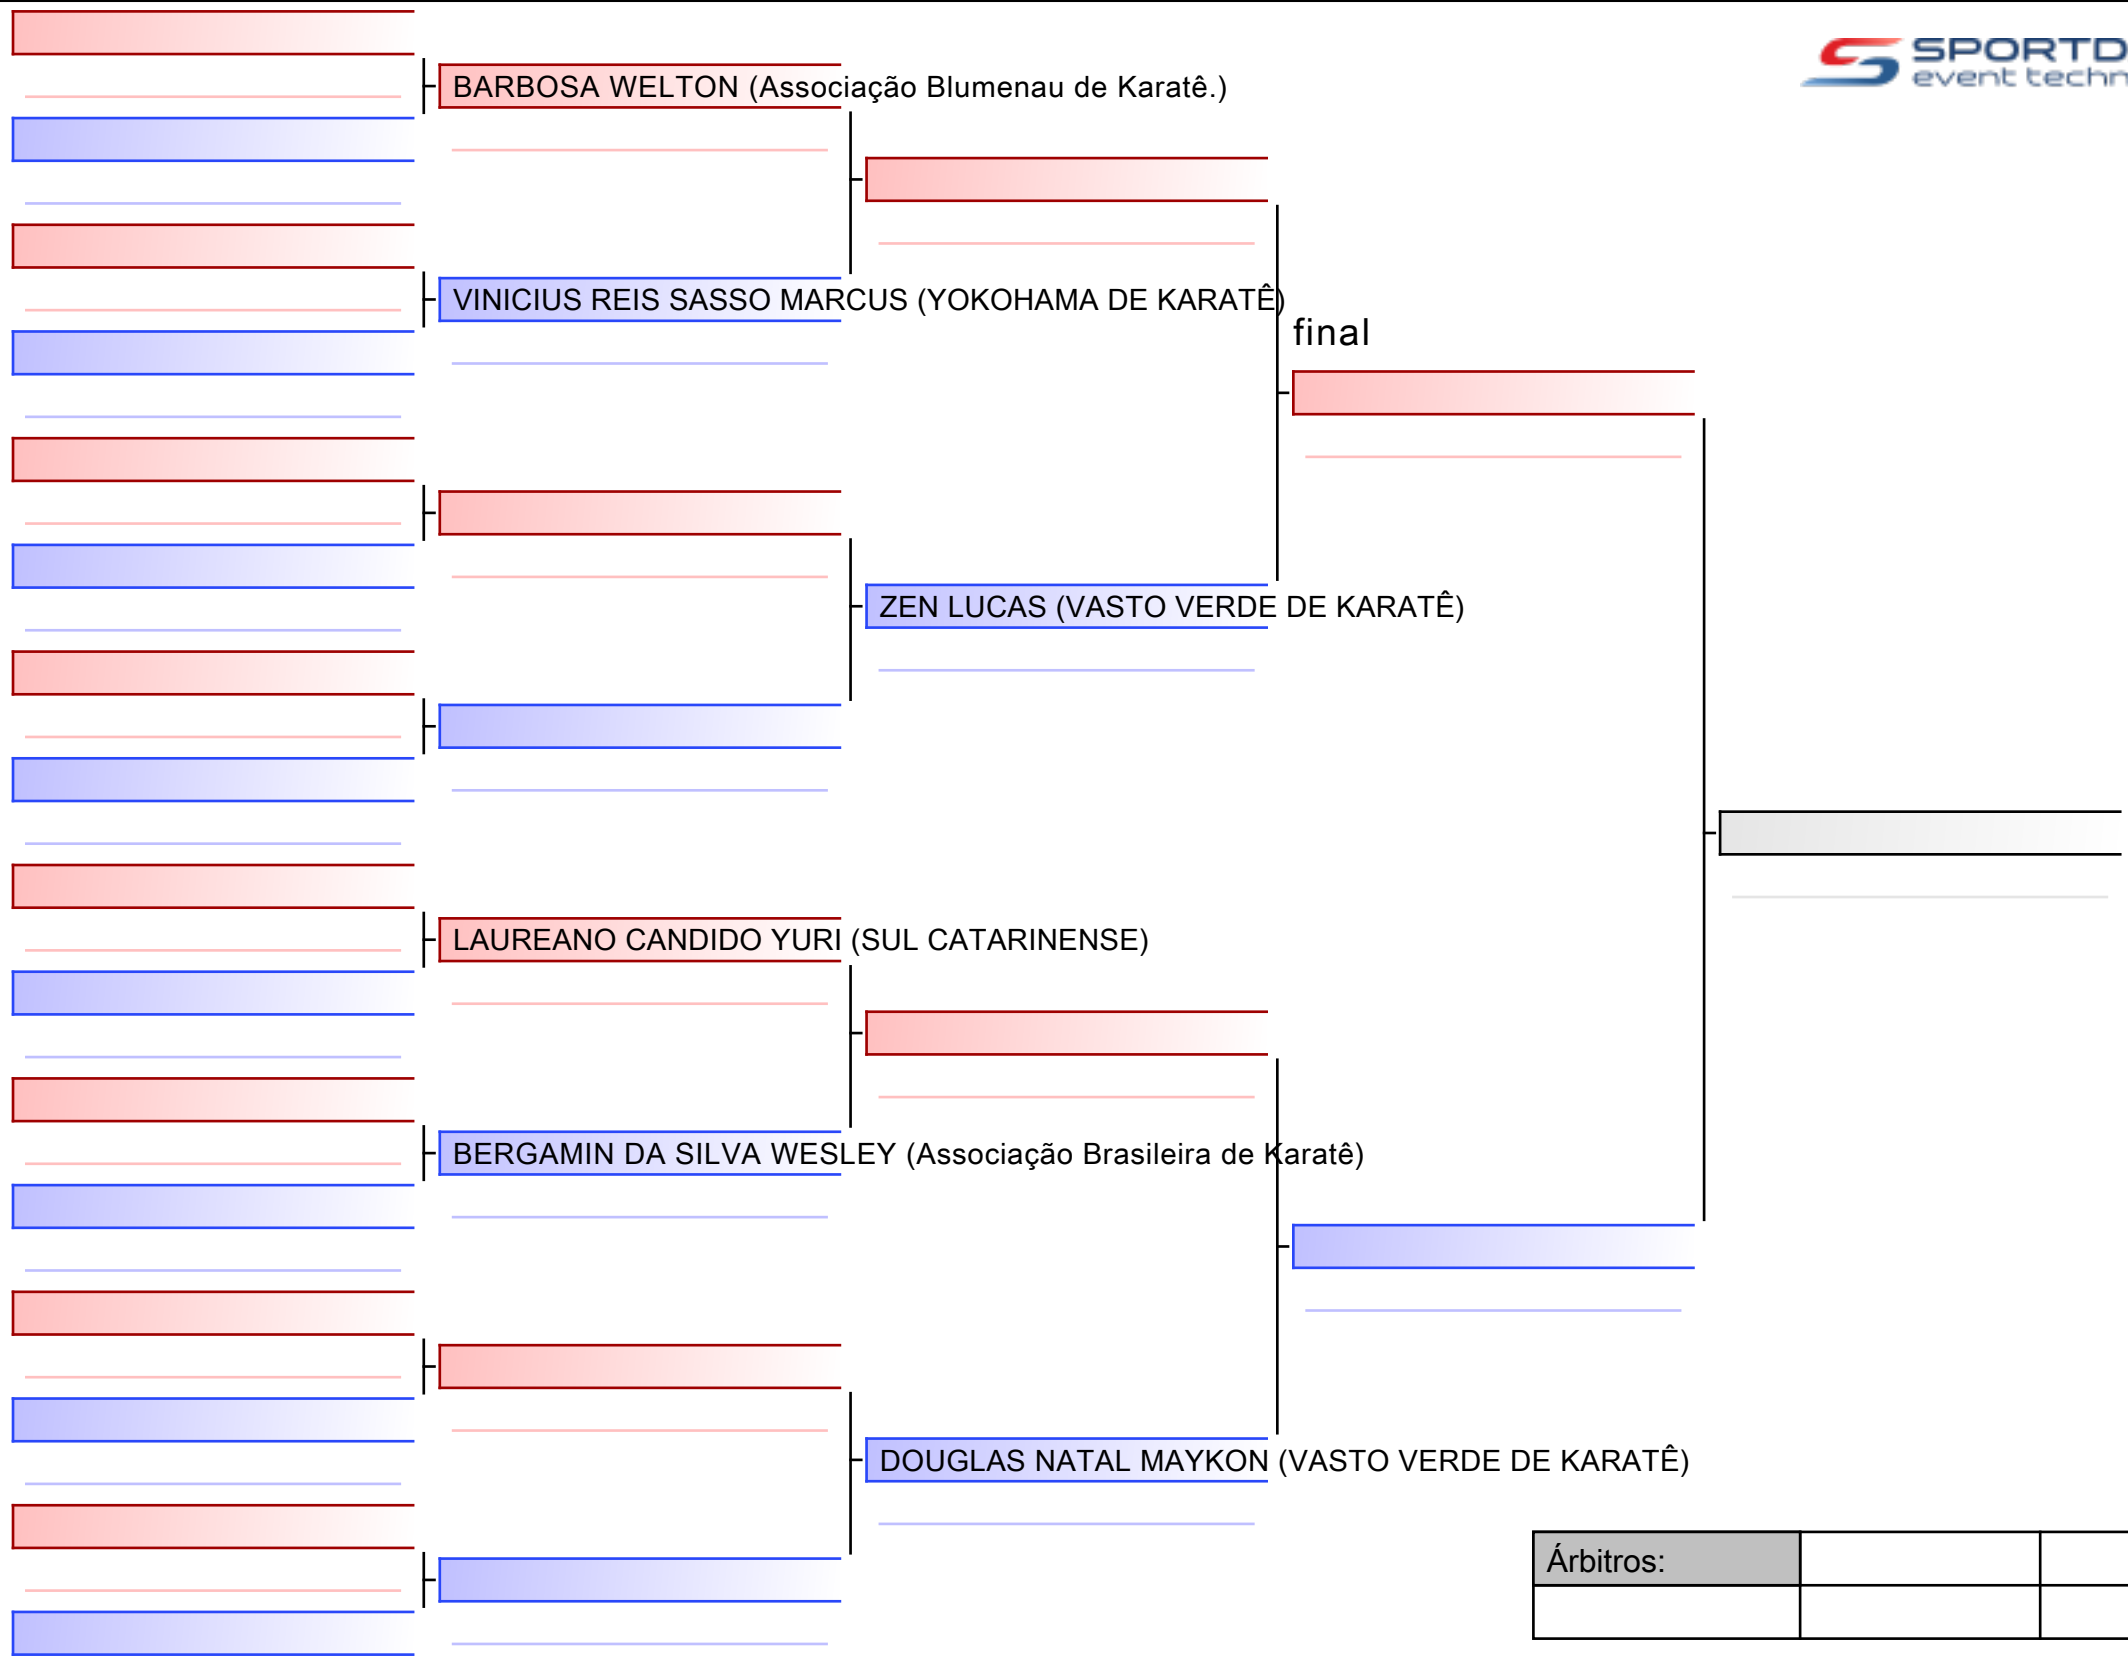 SPORTD
event techn
BARBOSA WELTON (Associação Blumenau de Karatê.)
VINICIUS REIS SASSO MARCUS (YOKOHAMA DE KARATÊ)
final
ZEN LUCAS (VASTO VERDE DE KARATÊ)
LAUREANO CANDIDO YURI (SUL CATARINENSE)
BERGAMIN DA SILVA WESLEY (Associação Brasileira de Karatê)
DOUGLAS NATAL MAYKON (VASTO VERDE DE KARATÊ)
Árbitros: